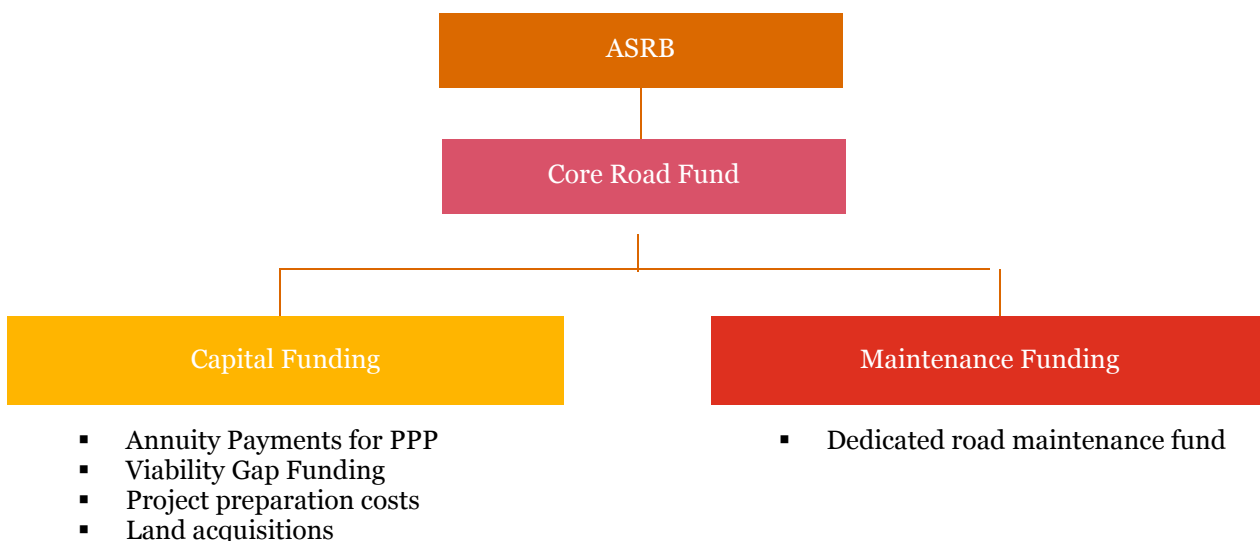 ASRB
Core Road Fund
Capital Funding
Maintenance Funding
▪ Annuity Payments for PPP
▪ Viability Gap Funding
▪ Project preparation costs
▪ Land acquisitions
▪ Dedicated road maintenance fund